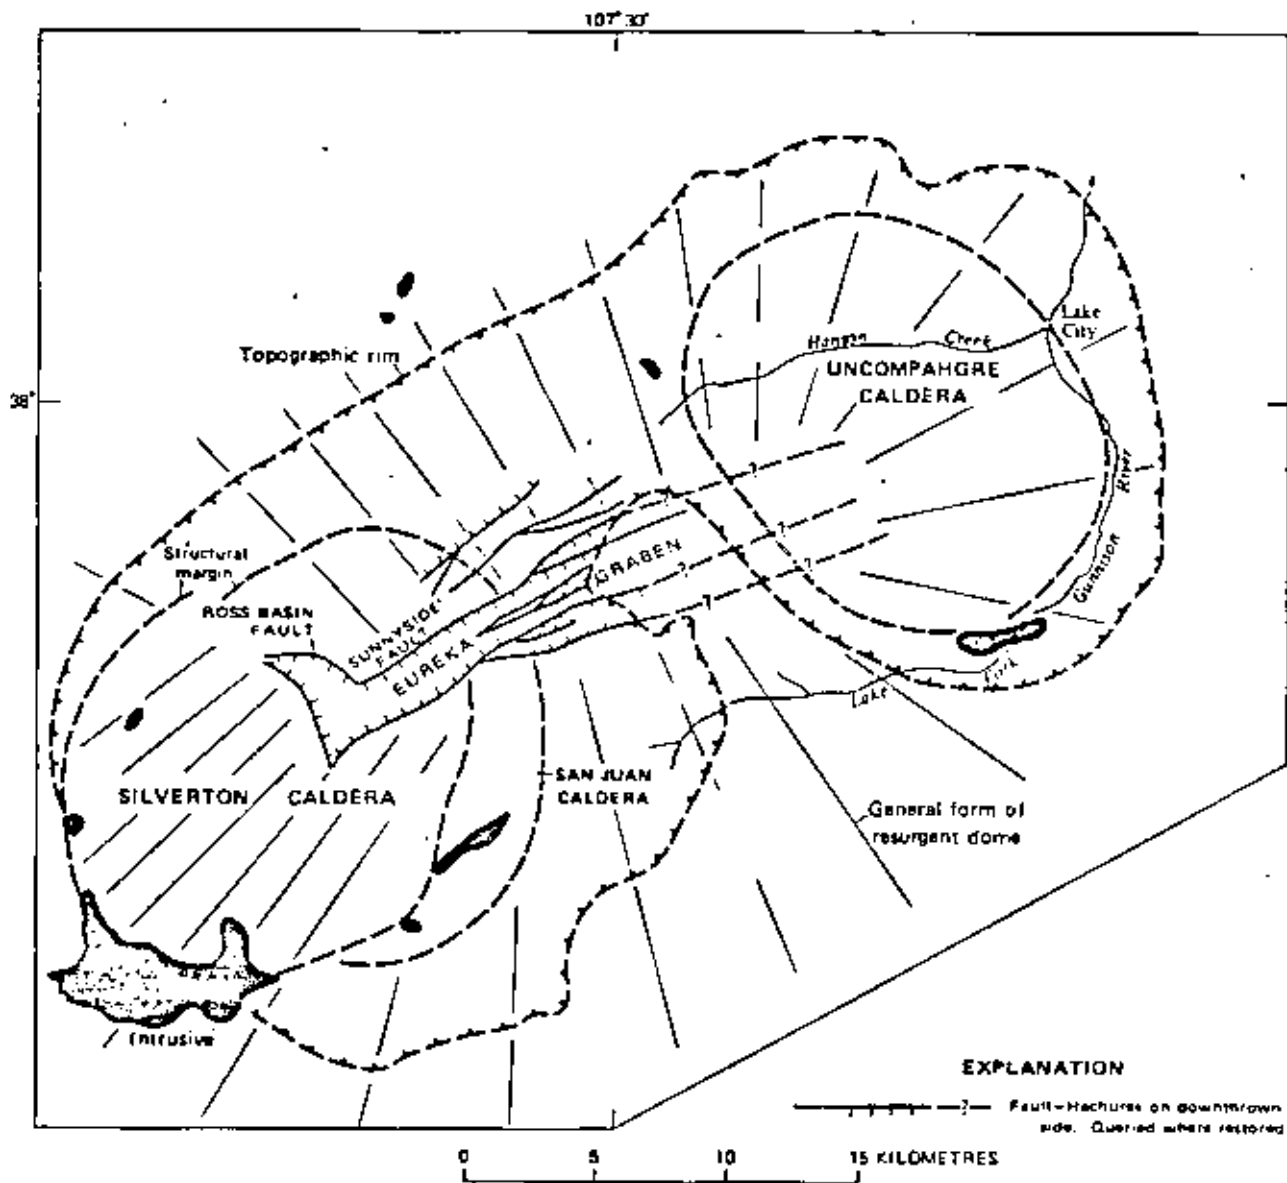 107° 30'
Topographic rim
Henson Creek
Lake
City
UNCOMPAHGRE
CALDERA
38°
River
Gunnison
Structural
margin
ROSS BASIN
FAULT
SUNNYSIDE
FAULT
EUREKA
GRABEN
Lake
Fork
SILVERTON CALDERA
SAN JUAN
CALDERA
General form of
resurgent dome
Intrusive
EXPLANATION
?
Fault—Hachures on downthrown
side. Queried where restored
0 5 10 15 KILOMETRES